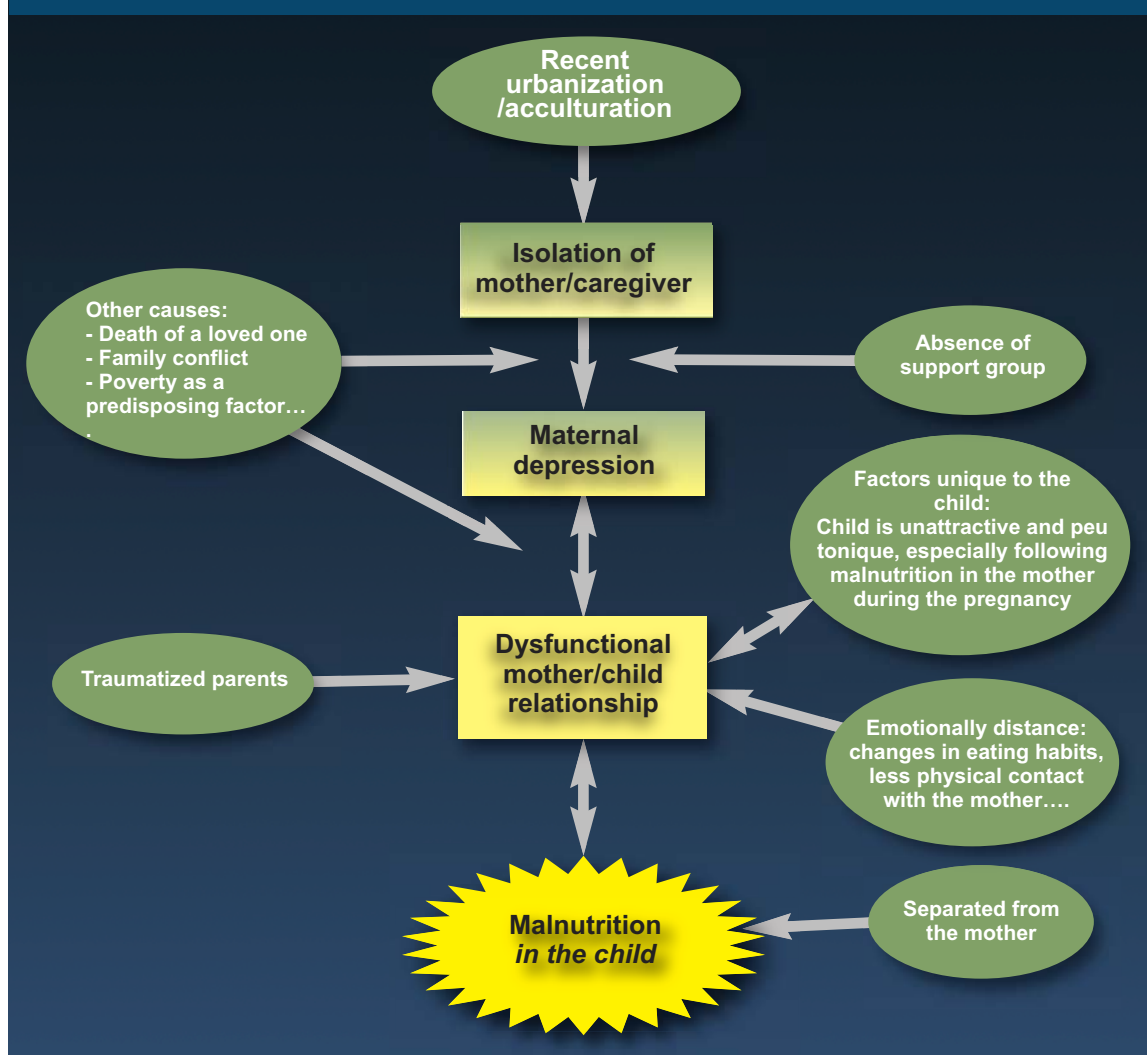 Recent
urbanization
/acculturation
Isolation of
mother/caregiver
Other causes:
- Death of a loved one
- Family conflict
- Poverty as a
predisposing factor…
.
Absence of
support group
Maternal
depression
Factors unique to the
child:
Child is unattractive and peu
tonique, especially following
malnutrition in the mother
during the pregnancy
Dysfunctional
mother/child
relationship
Traumatized parents
Emotionally distance:
changes in eating habits,
less physical contact
with the mother….
Malnutrition
in the child
Separated from
the mother